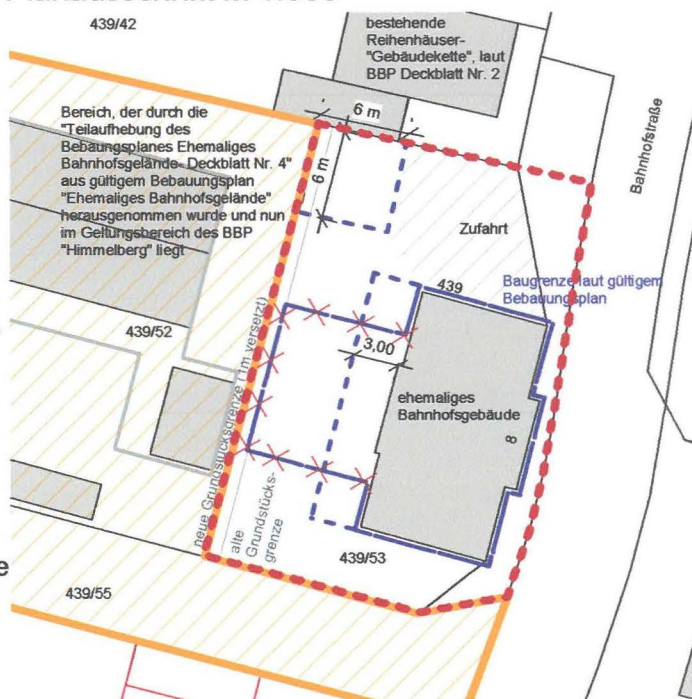 439/42
bestehende
Reihenhäuser-
"Gebäudekette", laut
BBP Deckblatt Nr. 2
6 m
Bereich, der durch die
"Teilaufhebung des
Bebaungsplanes Ehemaliges
Bahnhofsgelände- Deckblatt Nr. 4"
aus gültigem Bebauungsplan
"Ehemaliges Bahnhofsgelände"
herausgenommen wurde und nun
im Geltungsbereich des BBP
"Himmelberg" liegt
6 m
Bahnhofstraße
Zufahrt
439
Baugrenze laut gültigem
Bebauungsplan
439/52
3,00
ehemaliges
Bahnhofsgebäude
8
neue Grundstücksgrenze (1m versetzt)
alte
Grundstücks-
grenze
439/53
439/55